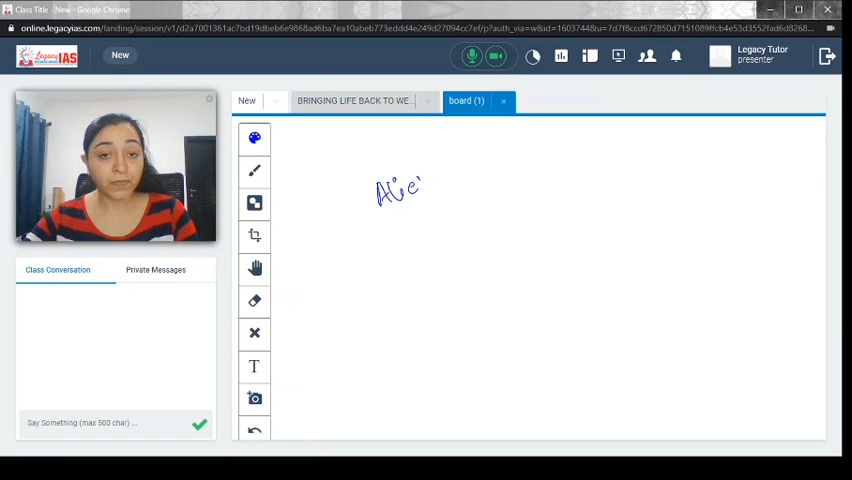 Class Title - New - Google Chrome
online.legacyias.com/landing/session/v1/d2a7001361ac7bd19dbeb6e9868ad6ba7ea10abeb773eddd4e249d27094cc7ef/p?auth_via=w&id=1603744&u=7d7f8ccd672850d7151089ffcb4e53d3552fad6d8268...
Legacy IAS
New
Legacy Tutor
presenter
New
BRINGING LIFE BACK TO WE...
board (1)
Class Conversation
Private Messages
T
Say Something (max 500 char) ...